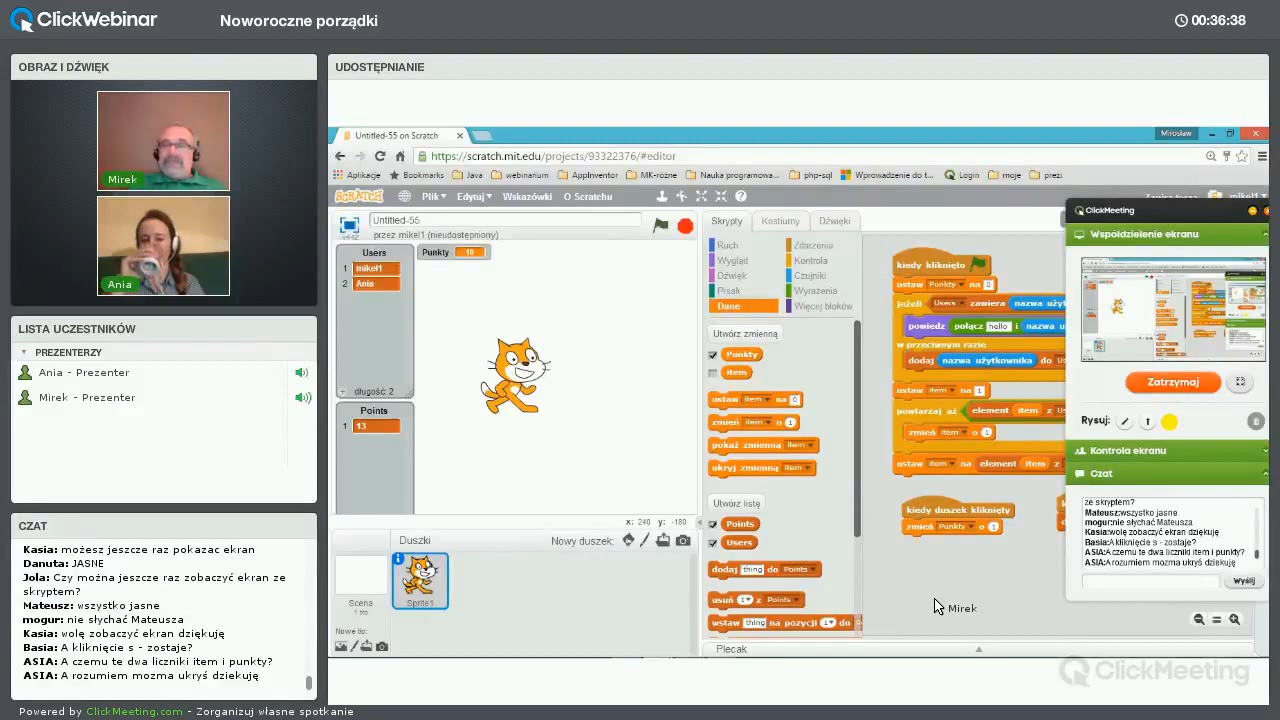 ClickWebinar
Noworoczne porządki
00:36:38
OBRAZ I DŹWIĘK
Mirek
Ania
LISTA UCZESTNIKÓW
PREZENTERZY
Ania - Prezenter
Mirek - Prezenter
CZAT
Kasia: możesz jeszcze raz pokazac ekran
Danuta: JASNE
Jola: Czy mozna jeszcze raz zobaczyć ekran ze
skryptem?
Mateusz: wszystko jasne
mogur: nie słychać Mateusza
Kasia: wolę zobaczyć ekran dziękuję
Basia: A kliknięcie s - zostaje?
ASIA: A czemu te dwa liczniki item i punkty?
ASIA: A rozumiem mozma ukryś dziekuję
UDOSTĘPNIANIE
Untitled-55 on Scratch
Mirosław
https://scratch.mit.edu/projects/93322376/#editor
Aplikacje
Bookmarks
Java
webinarium
AppInventor
MK-różne
Nauka programowa...
php-sql
Wprowadzenie do t...
Login
moje
prezi
SCRATCH
Plik
Edytuj
Wskazówki
O Scratchu
Untitled-55
przez mikel1 (nieudostępniony)
v442
Users
1 mikel1
2 Ania
długość: 2
Punkty 10
Points
1 13
x: 240 y: -180
Duszki
Nowy duszek:
Scena
Sprite1
Nowe tło:
Skrypty
Kostiumy
Dźwięki
Ruch
Wygląd
Dźwięk
Pisak
Dane
Zdarzenia
Kontrola
Czujniki
Wyrażenia
Więcej bloków
Utwórz zmienną
Punkty
item
ustaw item na 0
zmień item o 1
pokaż zmienną item
ukryj zmienną item
Utwórz listę
Points
Users
dodaj thing do Points
usuń 1 z Points
wstaw thing na pozycji 1 do
kiedy kliknięto
ustaw Punkty na 0
jeżeli Users zawiera nazwa uży
powiedz połącz hello i nazwa u
w przeciwnym razie
dodaj nazwa użytkownika do Us
ustaw item na 1
powtarzaj aż element item z Us
zmień item o 1
ustaw item na element item z
kiedy duszek kliknięty
zmień Punkty o 1
Mirek
Plecak
ClickMeeting
Współdzielenie ekranu
Zatrzymaj
Rysuj:
Kontrola ekranu
Czat
ze skryptem?
Mateusz:wszystko jasne
mogur:nie słychać Mateusza
Kasia:wolę zobaczyć ekran dziękuję
Basia:A kliknięcie s - zostaje?
ASIA:A czemu te dwa liczniki item i punkty?
ASIA:A rozumiem mozma ukryś dziekuję
Wyślij
ClickMeeting
Powered by ClickMeeting.com - Zorganizuj własne spotkanie